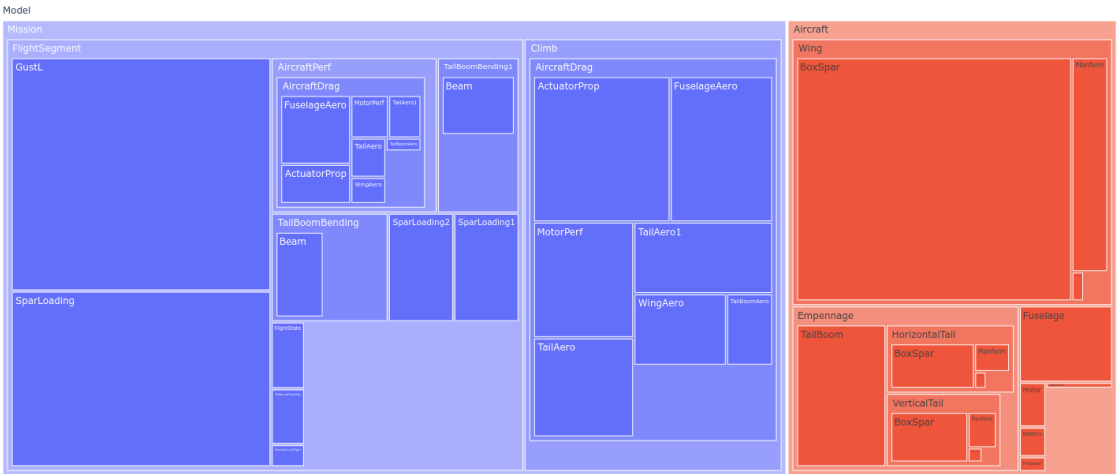 Model
Mission
FlightSegment
GustL
SparLoading
AircraftPerf
AircraftDrag
FuselageAero
MotorPerf
TailAero1
TailBoomAero
TailAero
WingAero
ActuatorProp
TailBoomBending1
Beam
TailBoomBending
Beam
SparLoading2
SparLoading1
FlightState
Climb
AircraftDrag
ActuatorProp
FuselageAero
MotorPerf
TailAero1
WingAero
TailBoomAero
TailAero
Aircraft
Wing
BoxSpar
Planform
Empennage
TailBoom
HorizontalTail
BoxSpar
Planform
VerticalTail
BoxSpar
Planform
Fuselage
Motor
Battery
Propeller